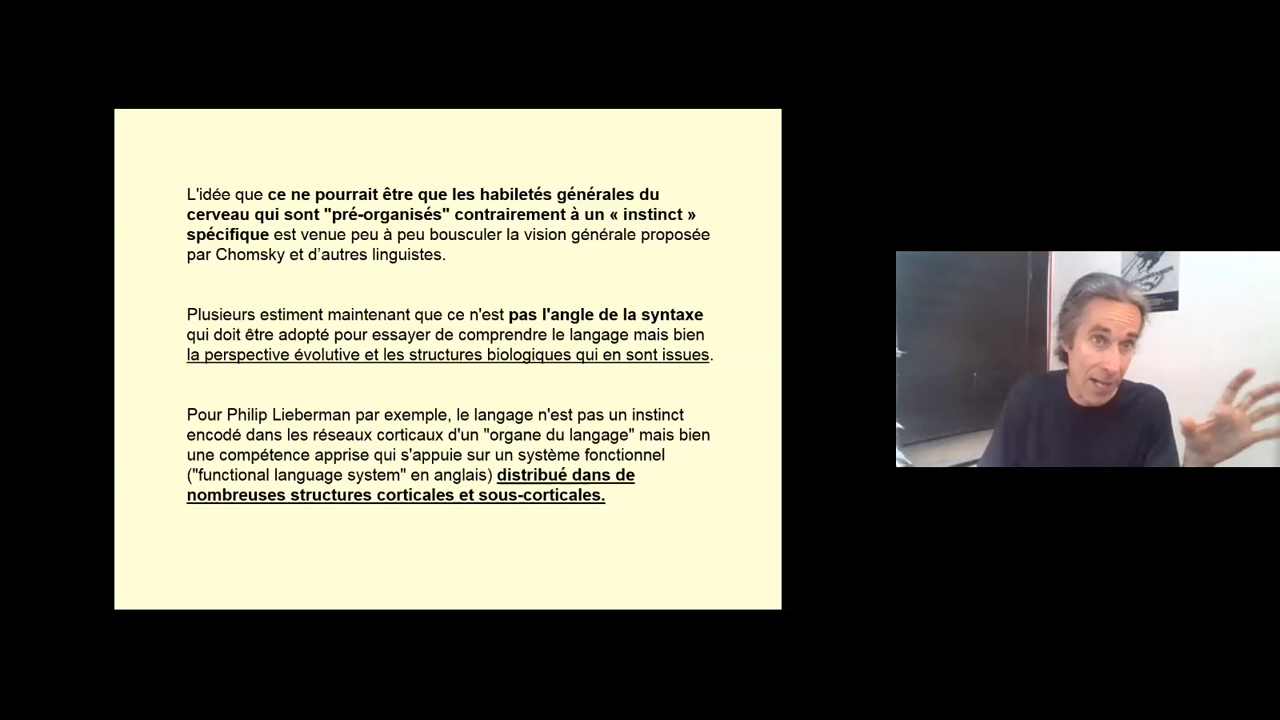 L'idée que ce ne pourrait être que les habiletés générales du
cerveau qui sont "pré-organisés" contrairement à un « instinct »
spécifique est venue peu à peu bousculer la vision générale proposée
par Chomsky et d’autres linguistes.
Plusieurs estiment maintenant que ce n'est pas l'angle de la syntaxe
qui doit être adopté pour essayer de comprendre le langage mais bien
la perspective évolutive et les structures biologiques qui en sont issues.
Pour Philip Lieberman par exemple, le langage n'est pas un instinct
encodé dans les réseaux corticaux d'un "organe du langage" mais bien
une compétence apprise qui s'appuie sur un système fonctionnel
("functional language system" en anglais) distribué dans de
nombreuses structures corticales et sous-corticales.